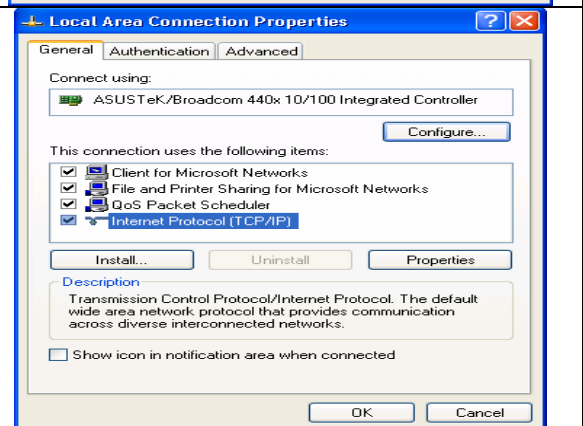 Local Area Connection Properties
General Authentication Advanced
Connect using:
ASUSTeK/Broadcom 440x 10/100 Integrated Controller
Configure...
This connection uses the following items:
Client for Microsoft Networks
File and Printer Sharing for Microsoft Networks
QoS Packet Scheduler
Internet Protocol (TCP/IP)
Install... Uninstall Properties
Description
Transmission Control Protocol/Internet Protocol. The default
wide area network protocol that provides communication
across diverse interconnected networks.
Show icon in notification area when connected
OK Cancel